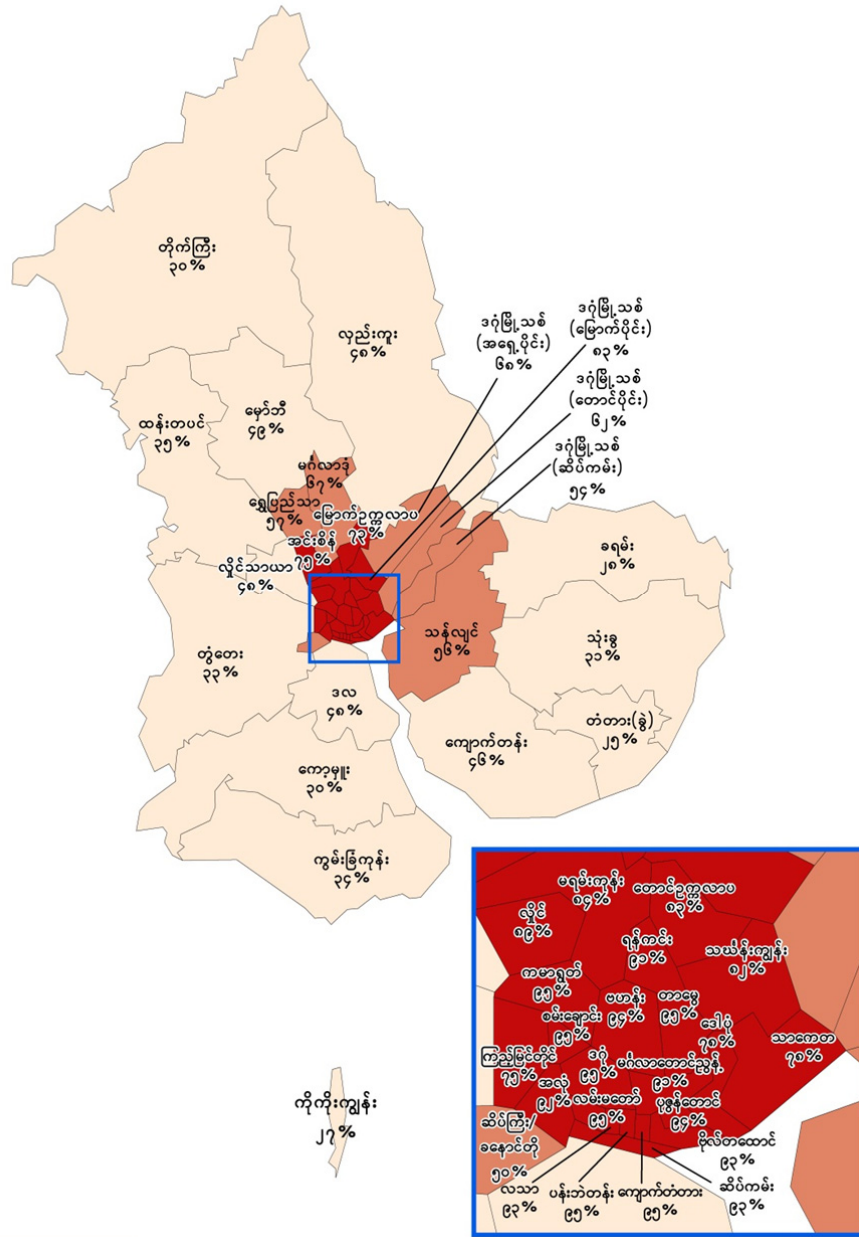 တိုက်ကြီး
၃၀%
လှည်းကူး
၄၈%
ဒဂုံမြို့သစ်
(အရှေ့ပိုင်း)
၆၈%
ဒဂုံမြို့သစ်
(မြောက်ပိုင်း)
၈၃%
ဒဂုံမြို့သစ်
(တောင်ပိုင်း)
၆၂%
ဒဂုံမြို့သစ်
(ဆိပ်ကမ်း)
၅၄%
ထန်းတပင်
၃၅%
မှော်ဘီ
၄၉%
မင်္ဂလာဒုံ
၆၇%
ရွှေပြည်သာ
၅၇%
မြောက်ဥက္ကလာပ
၇၃%
အင်းစိန်
၇၅%
လှိုင်သာယာ
၄၈%
ခရမ်း
၂၈%
သန်လျင်
၅၆%
သုံးခွ
၃၁%
တွံတေး
၃၃%
ဒလ
၄၈%
တံတား(ခွဲ)
၂၅%
ကျောက်တန်း
၄၆%
ကော့မှူး
၃၀%
ကွမ်းခြံကုန်း
၃၄%
ကိုကိုးကျွန်း
၂၇%
မရမ်းကုန်း
၈၄%
တောင်ဥက္ကလာပ
၈၃%
လှိုင်
၈၉%
ရန်ကင်း
၉၁%
သင်္ဃန်းကျွန်း
၈၂%
ကမာရွတ်
၉၅%
ဗဟန်း
၉၄%
တာမွေ
၉၅%
စမ်းချောင်း
၉၅%
ဒေါပုံ
၇၈%
သာကေတ
၇၈%
ကြည့်မြင်တိုင်
၇၅%
ဒဂုံ
၉၅%
မင်္ဂလာတောင်ညွန့်
၉၁%
အလုံ
၉၂%
လမ်းမတော်
၉၅%
ပုဇွန်တောင်
၉၄%
ဆိပ်ကြီး/
ခနောင်တို
၅၀%
ဗိုလ်တထောင်
၉၃%
လသာ
၉၃%
ပန်းဘဲတန်း
၉၅%
ကျောက်တံတား
၉၅%
ဆိပ်ကမ်း
၉၃%